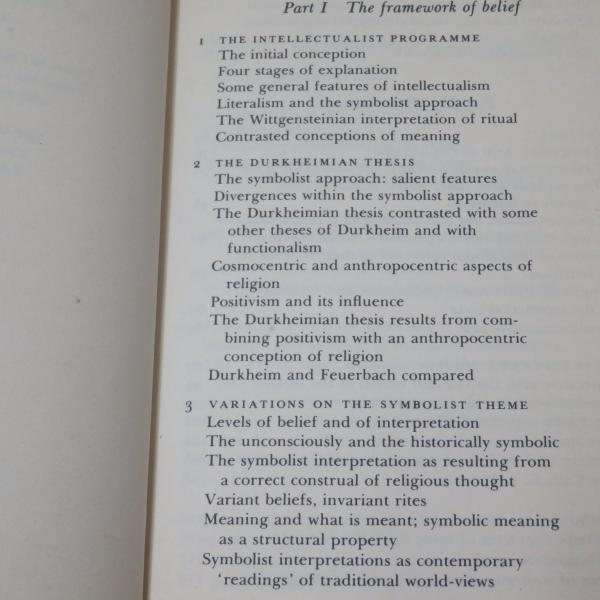 Part I The framework of belief
1 THE INTELLECTUALIST PROGRAMME
The initial conception
Four stages of explanation
Some general features of intellectualism
Literalism and the symbolist approach
The Wittgensteinian interpretation of ritual
Contrasted conceptions of meaning
2 THE DURKHEIMIAN THESIS
The symbolist approach: salient features
Divergences within the symbolist approach
The Durkheimian thesis contrasted with some
other theses of Durkheim and with
functionalism
Cosmocentric and anthropocentric aspects of
religion
Positivism and its influence
The Durkheimian thesis results from com-
bining positivism with an anthropocentric
conception of religion
Durkheim and Feuerbach compared
3 VARIATIONS ON THE SYMBOLIST THEME
Levels of belief and of interpretation
The unconsciously and the historically symbolic
The symbolist interpretation as resulting from
a correct construal of religious thought
Variant beliefs, invariant rites
Meaning and what is meant; symbolic meaning
as a structural property
Symbolist interpretations as contemporary
‘readings’ of traditional world-views